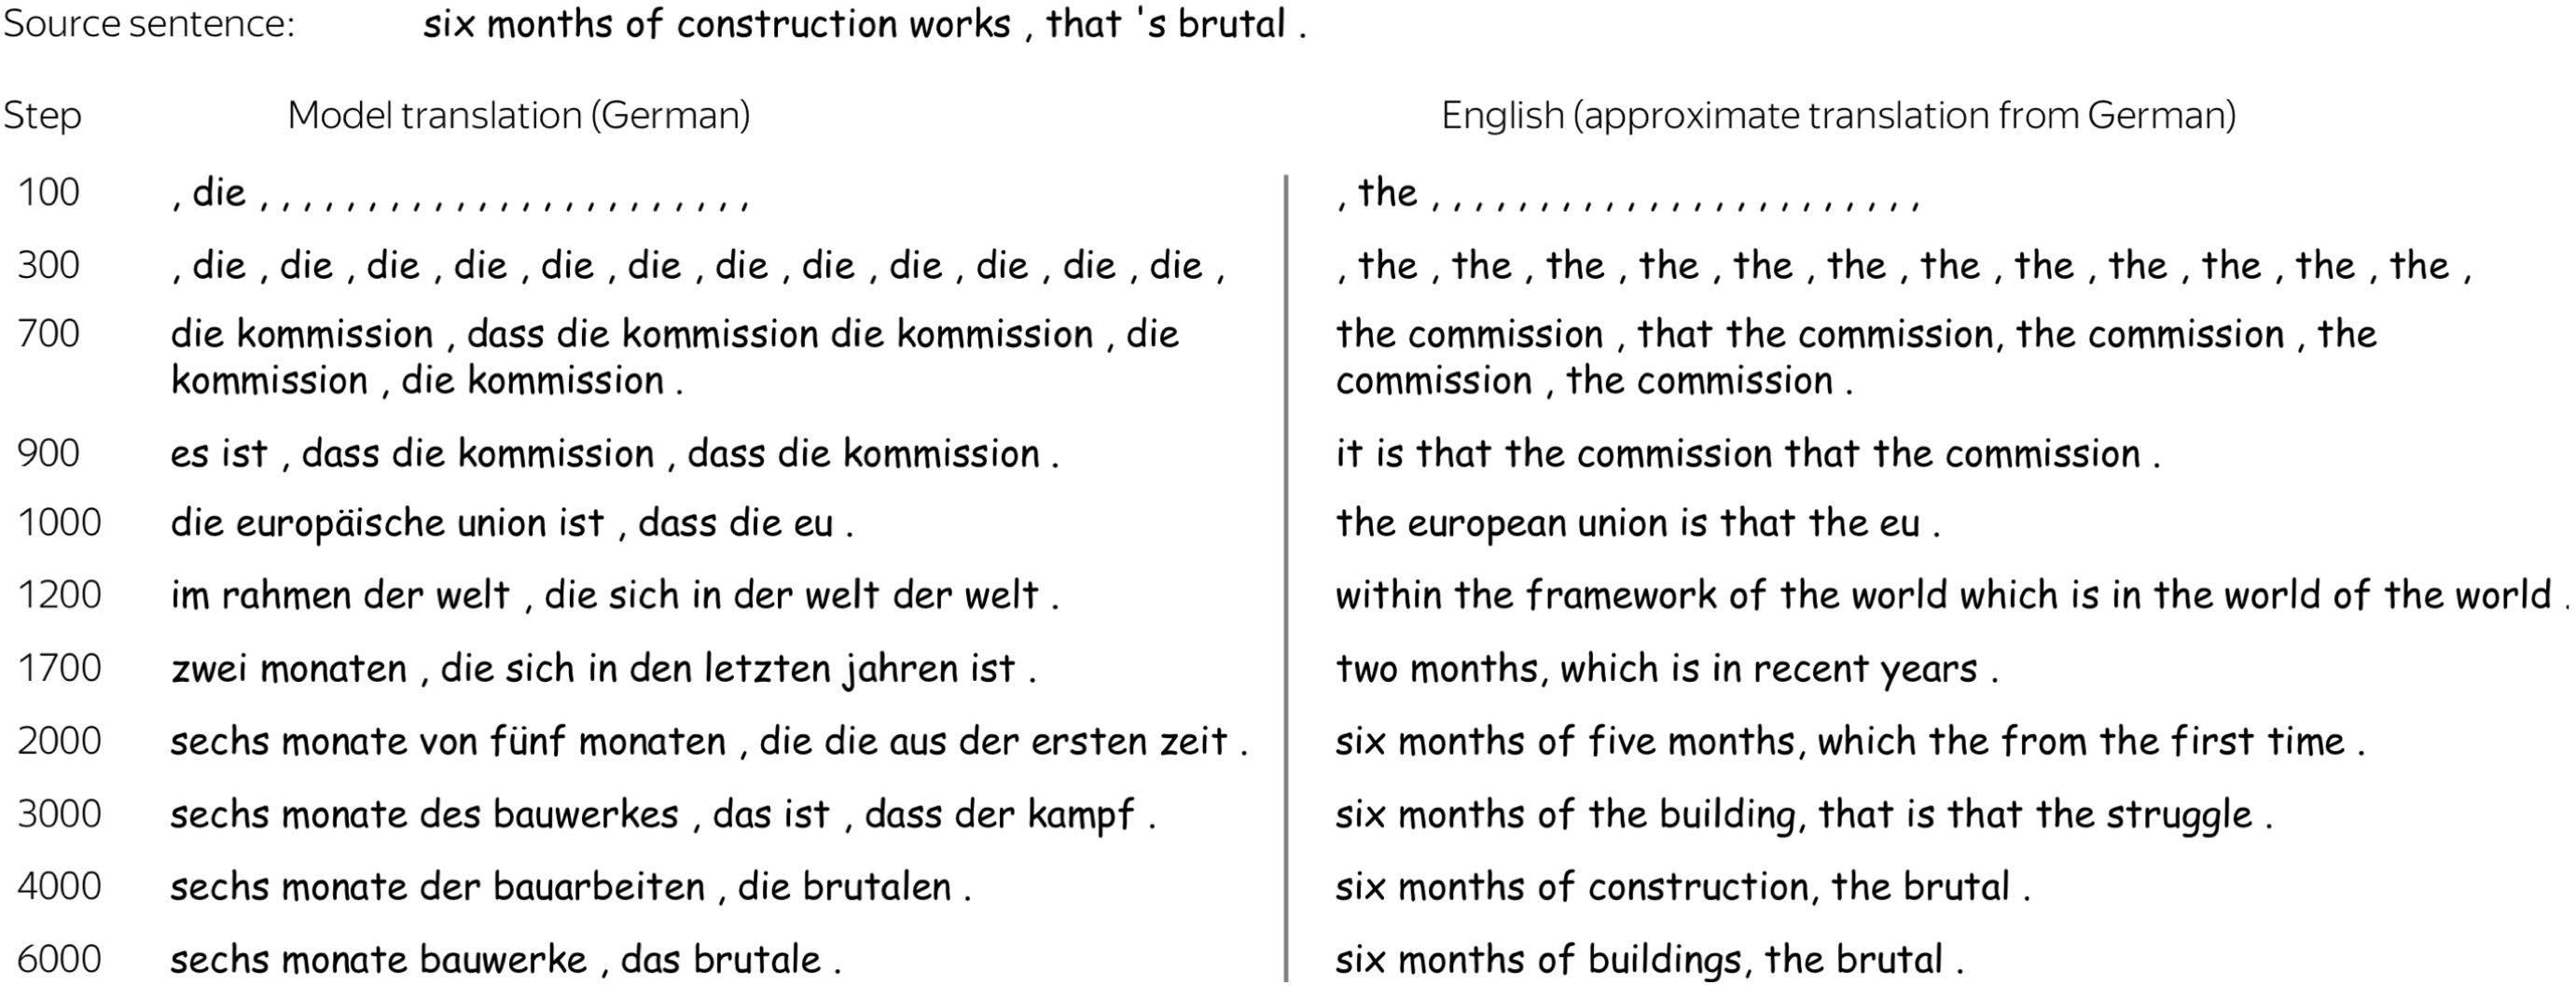 Source sentence: six months of construction works , that 's brutal .
Step Model translation (German) English (approximate translation from German)
100 , die , , , , , , , , , , , , , , , , , , , , , , , , the , , , , , , , , , , , , , , , , , , , , , , ,
300 , die , die , die , die , die , die , die , die , die , die , die , die , , the , the , the , the , the , the , the , the , the , the , the , the ,
700 die kommission , dass die kommission die kommission , die the commission , that the commission, the commission , the
kommission , die kommission . commission , the commission .
900 es ist , dass die kommission , dass die kommission . it is that the commission that the commission .
1000 die europäische union ist , dass die eu . the european union is that the eu .
1200 im rahmen der welt , die sich in der welt der welt . within the framework of the world which is in the world of the world .
1700 zwei monaten , die sich in den letzten jahren ist . two months, which is in recent years .
2000 sechs monate von fünf monaten , die die aus der ersten zeit . six months of five months, which the from the first time .
3000 sechs monate des bauwerkes , das ist , dass der kampf . six months of the building, that is that the struggle .
4000 sechs monate der bauarbeiten , die brutalen . six months of construction, the brutal .
6000 sechs monate bauwerke , das brutale . six months of buildings, the brutal .